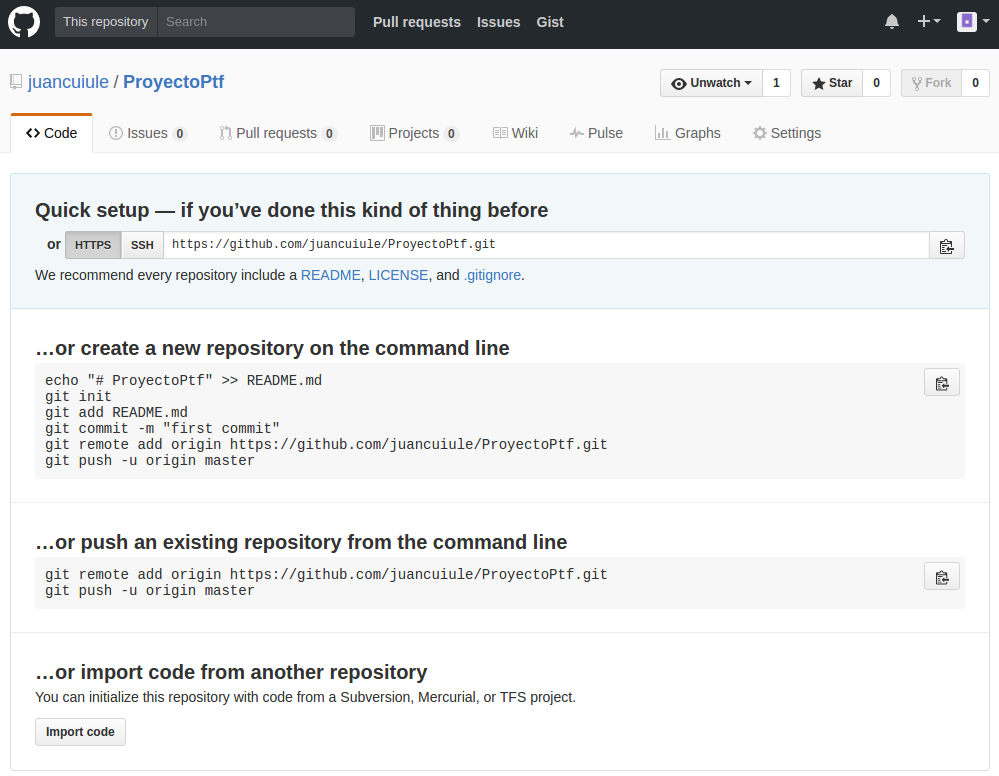 This repository Search Pull requests Issues Gist
juancuiule / ProyectoPtf Unwatch 1 Star 0 Fork 0
Code Issues 0 Pull requests 0 Projects 0 Wiki Pulse Graphs Settings
Quick setup — if you’ve done this kind of thing before
or HTTPS SSH https://github.com/juancuiule/ProyectoPtf.git
We recommend every repository include a README, LICENSE, and .gitignore.
…or create a new repository on the command line
echo "# ProyectoPtf" >> README.md
git init
git add README.md
git commit -m "first commit"
git remote add origin https://github.com/juancuiule/ProyectoPtf.git
git push -u origin master
…or push an existing repository from the command line
git remote add origin https://github.com/juancuiule/ProyectoPtf.git
git push -u origin master
…or import code from another repository
You can initialize this repository with code from a Subversion, Mercurial, or TFS project.
Import code